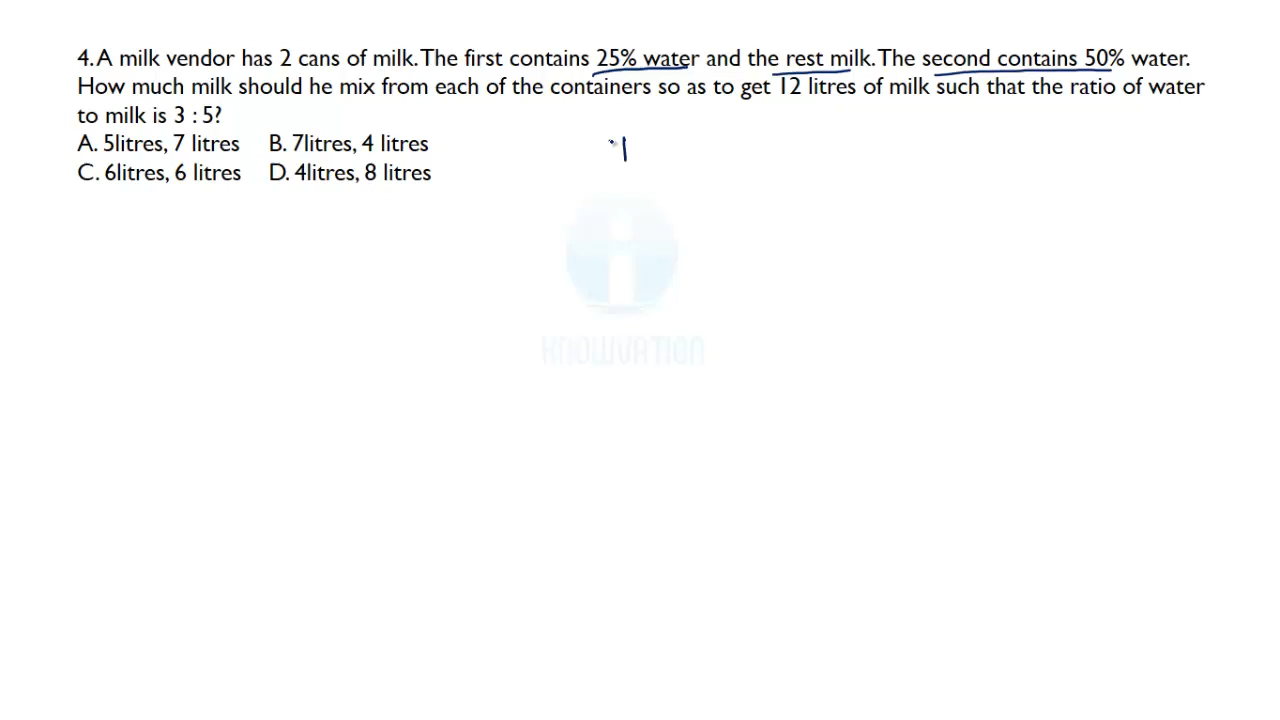 4. A milk vendor has 2 cans of milk. The first contains 25% water and the rest milk. The second contains 50% water.
How much milk should he mix from each of the containers so as to get 12 litres of milk such that the ratio of water
to milk is 3 : 5?
A. 5litres, 7 litres B. 7litres, 4 litres
C. 6litres, 6 litres D. 4litres, 8 litres
KNOWVATION